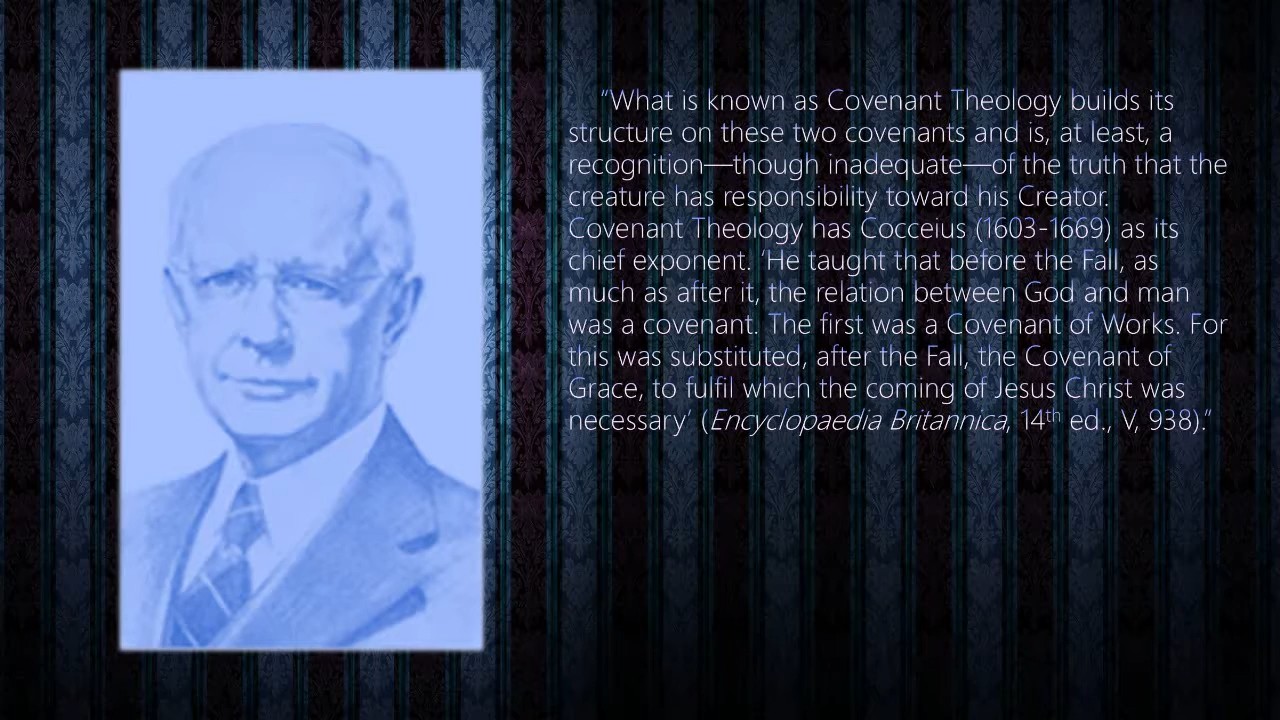 “What is known as Covenant Theology builds its
structure on these two covenants and is, at least, a
recognition—though inadequate—of the truth that the
creature has responsibility toward his Creator.
Covenant Theology has Cocceius (1603-1669) as its
chief exponent. ‘He taught that before the Fall, as
much as after it, the relation between God and man
was a covenant. The first was a Covenant of Works. For
this was substituted, after the Fall, the Covenant of
Grace, to fulfil which the coming of Jesus Christ was
necessary’ (Encyclopaedia Britannica, 14th ed., V, 938).”